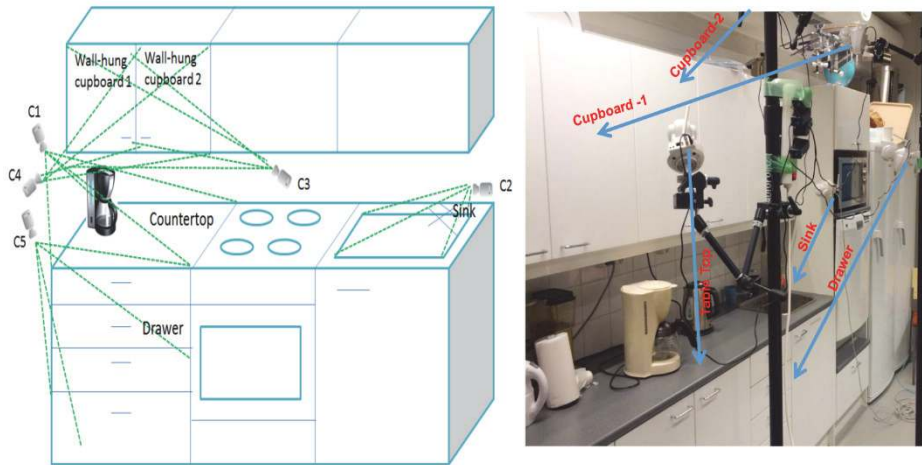 Wall-hung
cupboard 1
Wall-hung
cupboard 2
C1
C4
C3
C2
C5
Countertop
Sink
Drawer
Cupboard-2
Cupboard -1
Table Top
Sink
Drawer